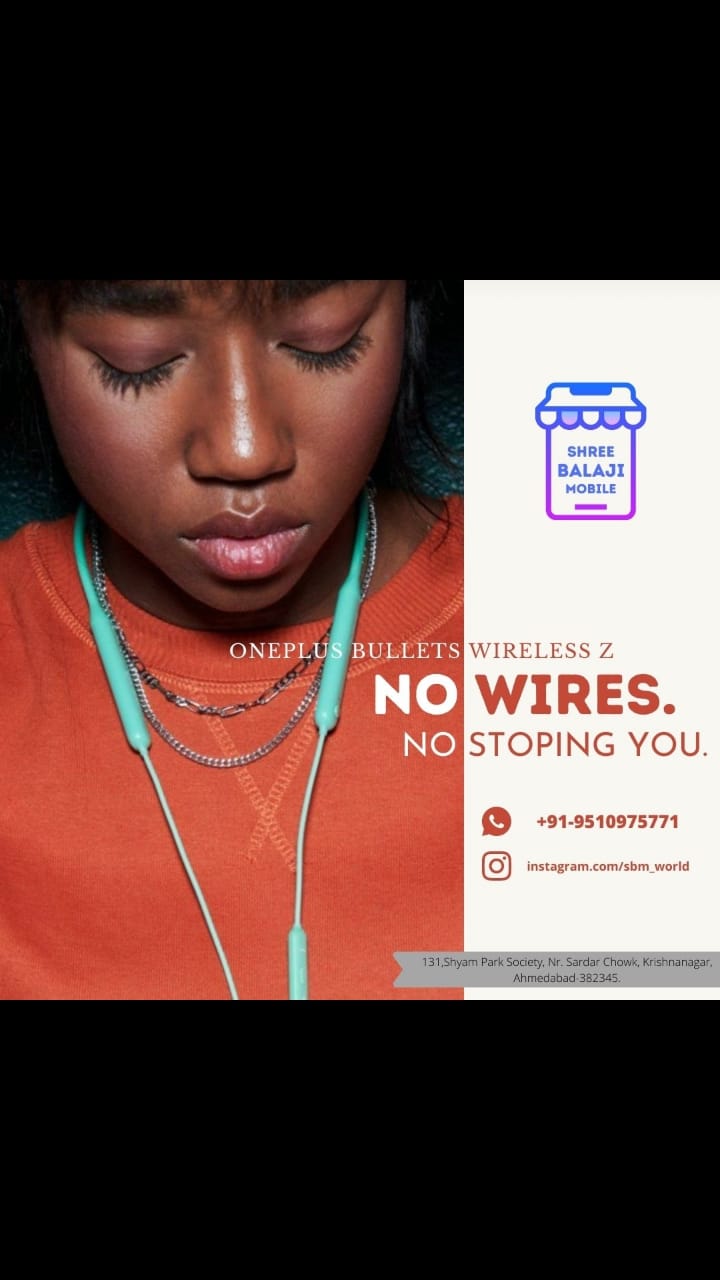 SHREE
BALAJI
MOBILE
ONEPLUS BULLETS WIRELESS Z
NO WIRES.
NO STOPING YOU.
+91-9510975771
instagram.com/sbm_world
131,Shyam Park Society, Nr. Sardar Chowk, Krishnanagar,
Ahmedabad-382345.